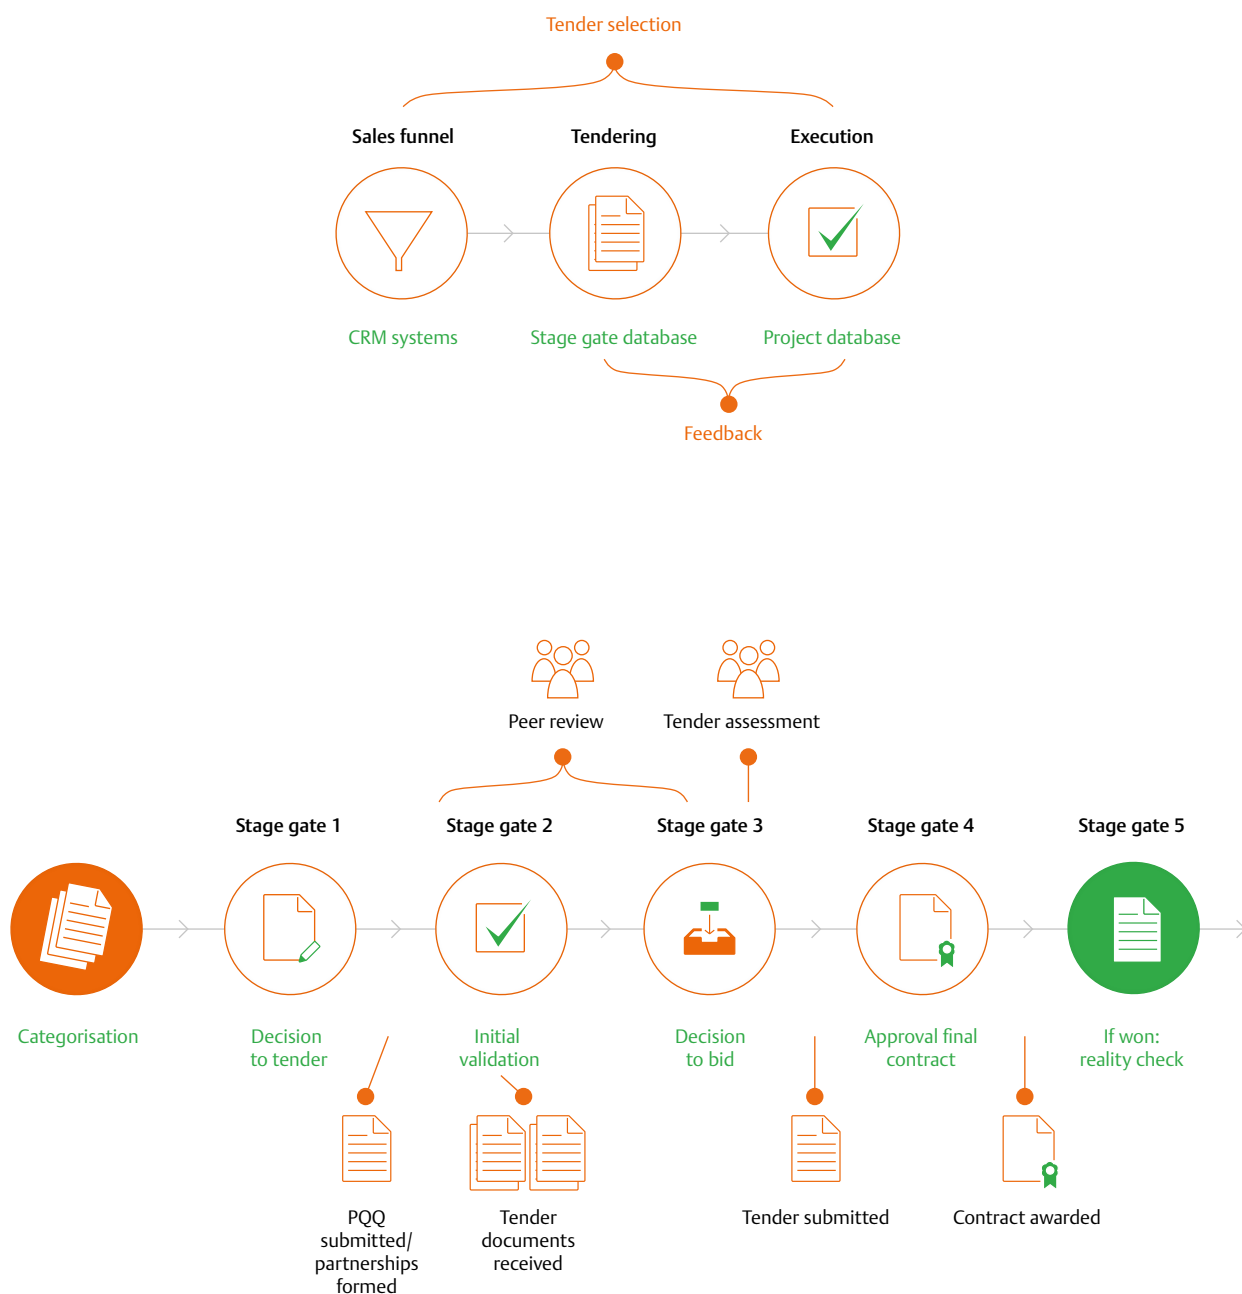 Tender selection
Sales funnel
Tendering
Execution
CRM systems
Stage gate database
Project database
Feedback
Peer review
Tender assessment
Stage gate 1
Stage gate 2
Stage gate 3
Stage gate 4
Stage gate 5
Categorisation
Decision
to tender
Initial
validation
Decision
to bid
Approval final
contract
If won:
reality check
PQQ
submitted/
partnerships
formed
Tender
documents
received
Tender submitted
Contract awarded